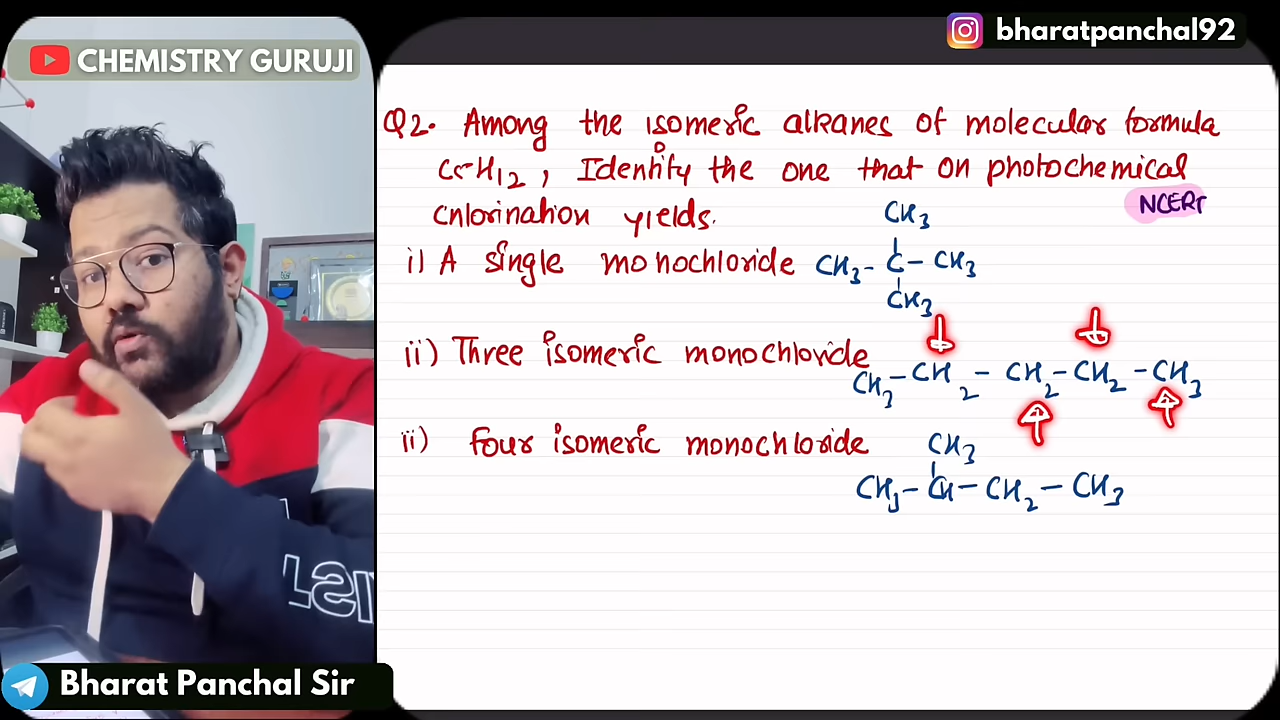 CHEMISTRY GURUJI
bharatpanchal92
Q2. Among the isomeric alkanes of molecular formula
C5H12, Identify the one that on photochemical
chlorination yields.
NCERT
i) A single monochloride
CH3
CH3- C- CH3
CH3
ii) Three isomeric monochloride
CH3-CH2- CH2-CH2-CH3
ii) four isomeric monochloride
CH3
CH3-CH-CH2-CH3
Bharat Panchal Sir